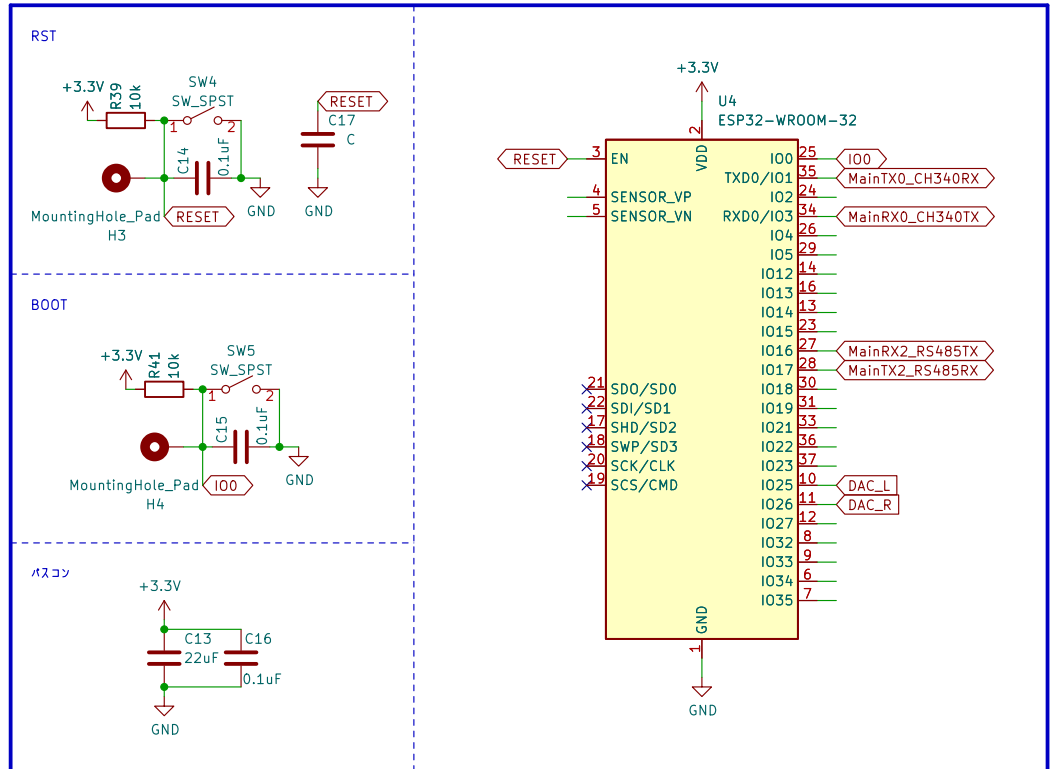 RST
+3.3V
R39
10k
SW4
SW_SPST
1
2
C14
0.1uF
MountingHole_Pad
H3
RESET
GND
RESET
C17
C
GND
BOOT
+3.3V
R41
10k
SW5
SW_SPST
1
2
C15
0.1uF
MountingHole_Pad
H4
IO0
GND
パスコン
+3.3V
C13
22uF
C16
0.1uF
GND
+3.3V
U4
ESP32-WROOM-32
2
VDD
RESET
3
EN
4
SENSOR_VP
5
SENSOR_VN
21
SDO/SD0
22
SDI/SD1
17
SHD/SD2
18
SWP/SD3
20
SCK/CLK
19
SCS/CMD
IO0
25
IO0
TXD0/IO1
35
MainTX0_CH340RX
IO2
24
RXD0/IO3
34
MainRX0_CH340TX
IO4
26
IO5
29
IO12
14
IO13
16
IO14
13
IO15
23
IO16
27
MainRX2_RS485TX
IO17
28
MainTX2_RS485RX
IO18
30
IO19
31
IO21
33
IO22
36
IO23
37
IO25
10
DAC_L
IO26
11
DAC_R
IO27
12
IO32
8
IO33
9
IO34
6
IO35
7
GND
1
GND